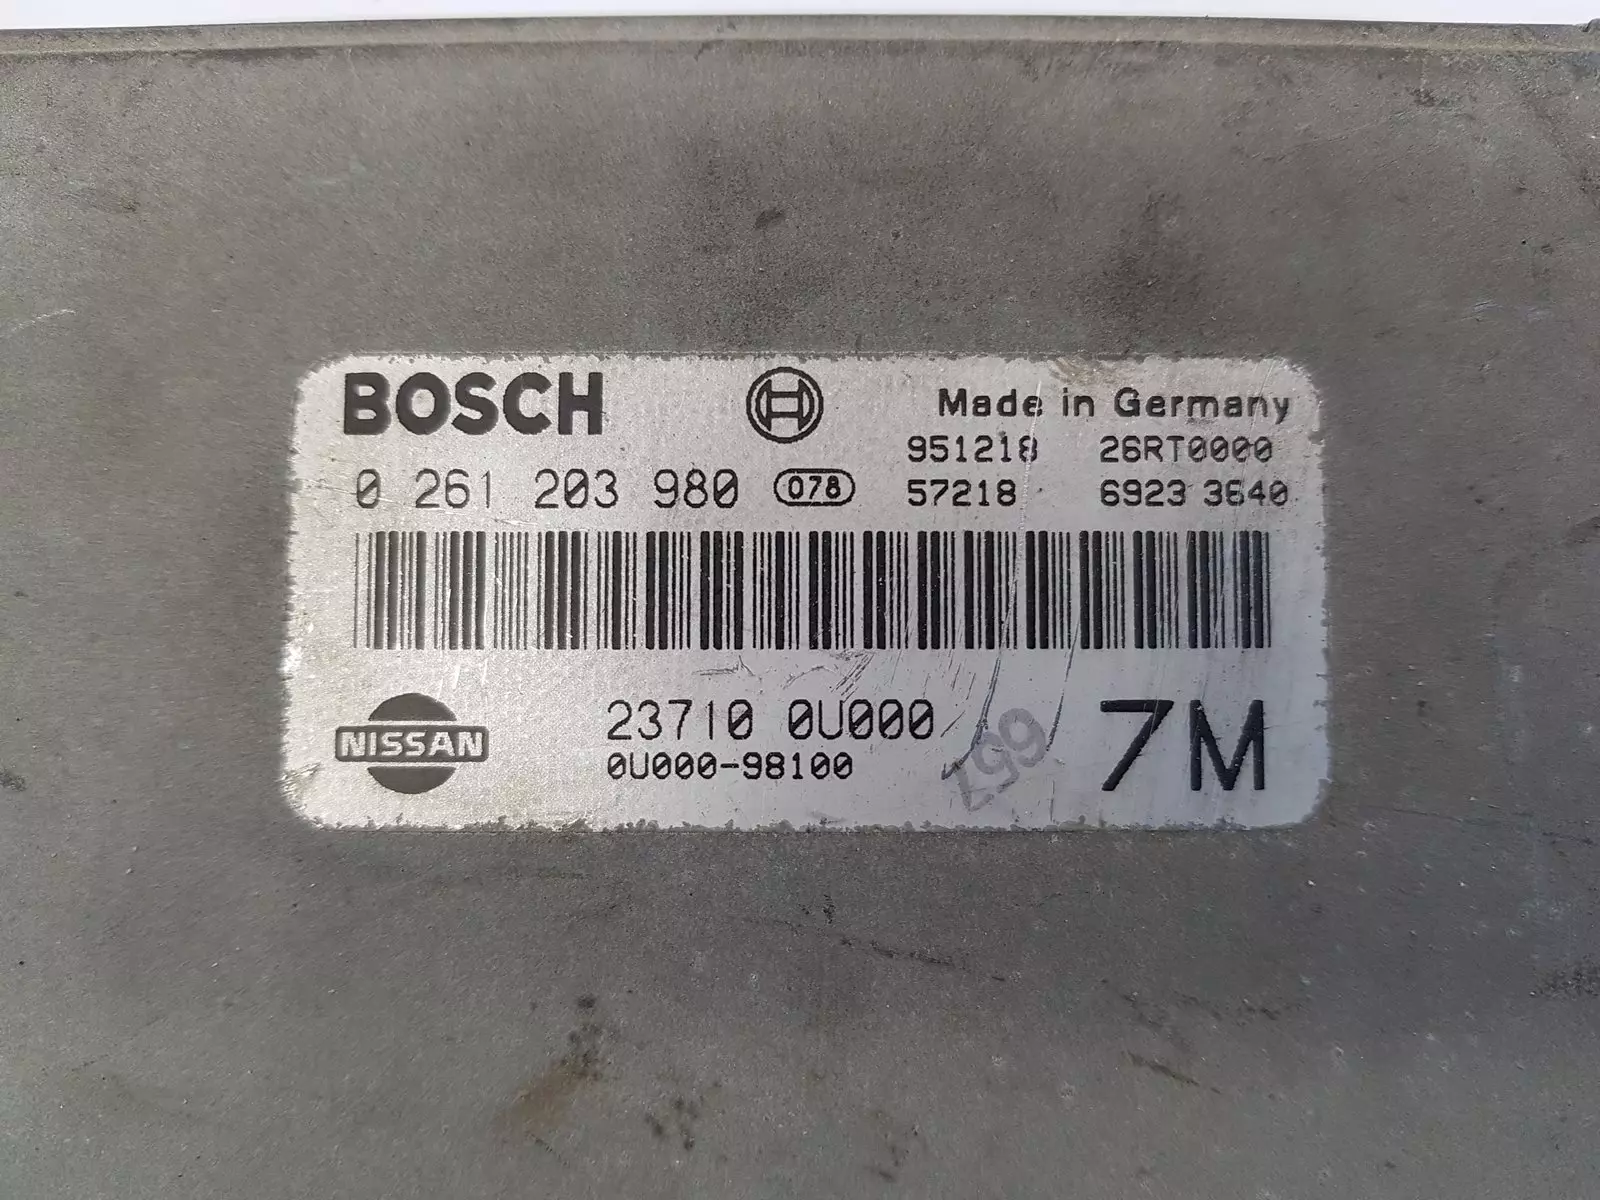 BOSCH
Made in Germany
951218 26RT0000
0 261 203 980 078 57218 6923 3640
23710 0U000
NISSAN
0U000-98100
657
7M